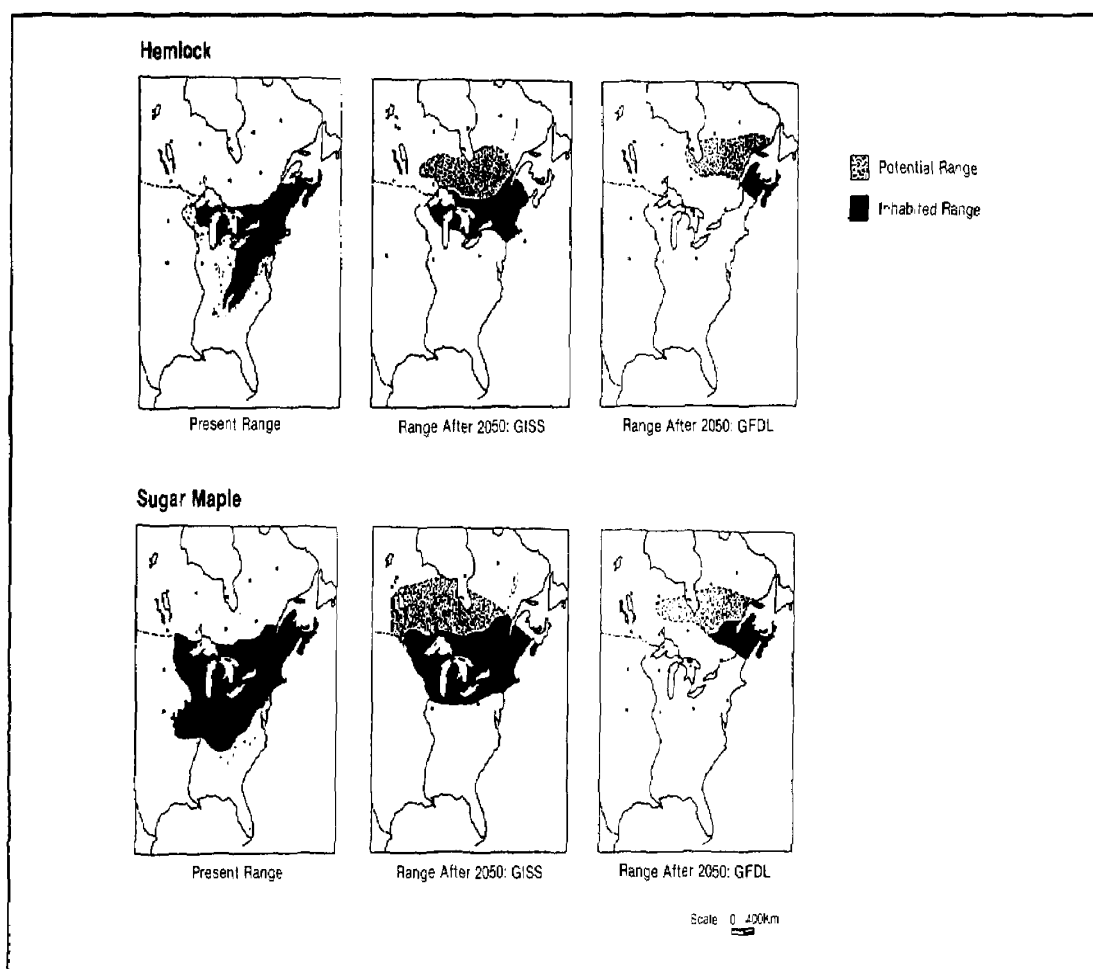 Hemlock
Potential Range
Inhabited Range
Present Range
Range After 2050: GISS
Range After 2050: GFDL
Sugar Maple
Present Range
Range After 2050: GISS
Range After 2050: GFDL
Scale 0 400Km